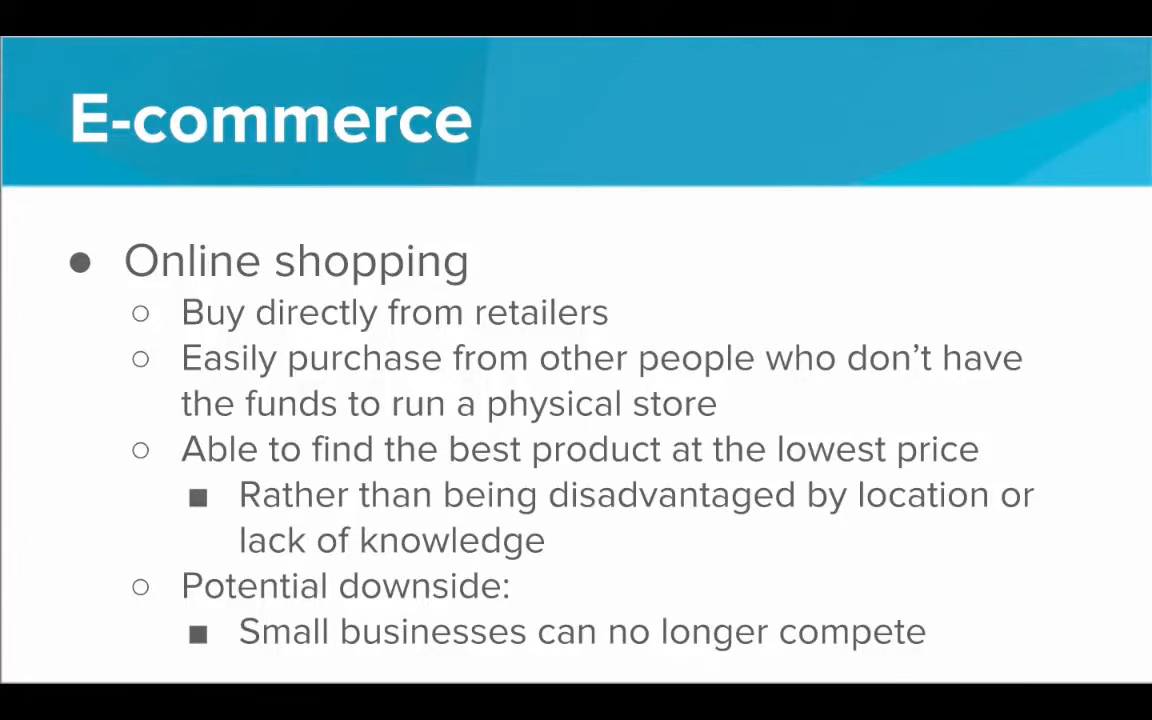 E-commerce
● Online shopping
○ Buy directly from retailers
○ Easily purchase from other people who don’t have
the funds to run a physical store
○ Able to find the best product at the lowest price
■ Rather than being disadvantaged by location or
lack of knowledge
○ Potential downside:
■ Small businesses can no longer compete